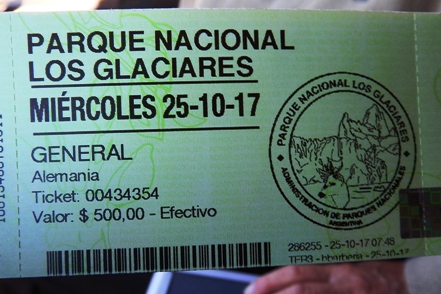 PARQUE NACIONAL
LOS GLACIARES
MIÉRCOLES 25-10-17
GENERAL
Alemania
Ticket: 00434354
Valor: $ 500,00 - Efectivo
PARQUE NACIONAL LOS GLACIARES
ADMINISTRACION DE PARQUES NACIONALES
ARGENTINA
286255 - 25-10-17 07:48